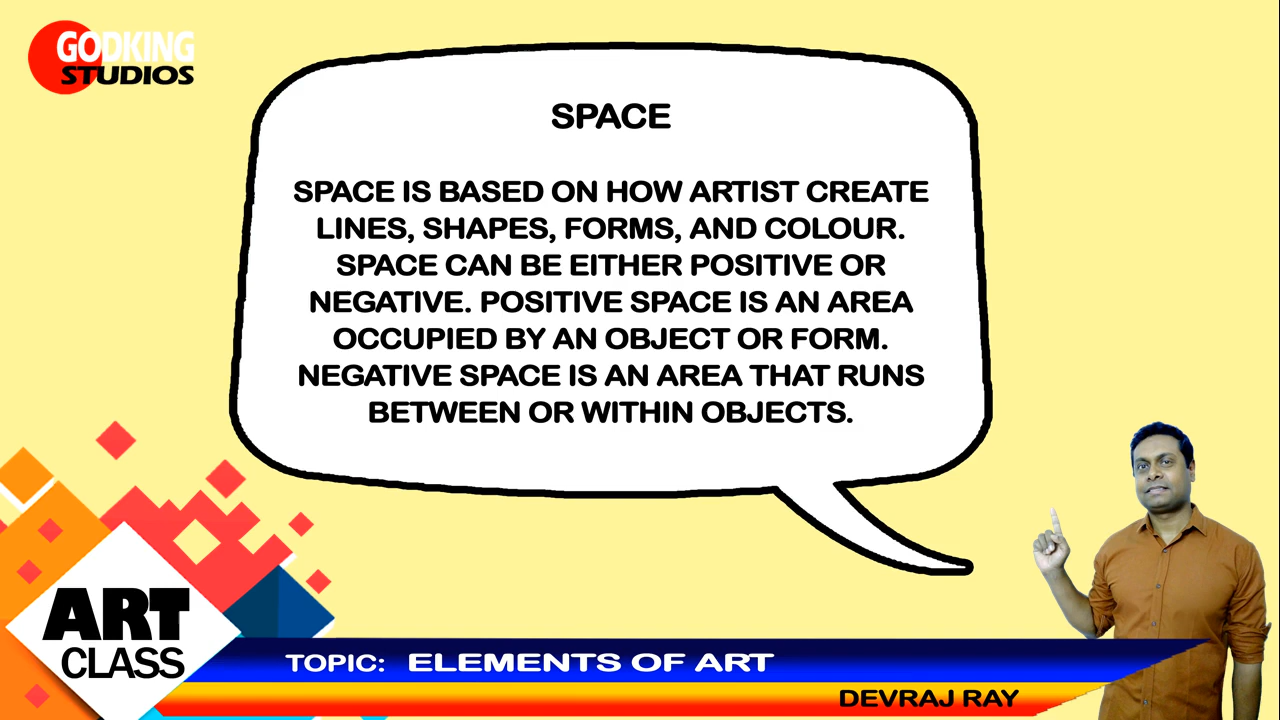 GODKING
STUDIOS
SPACE
SPACE IS BASED ON HOW ARTIST CREATE
LINES, SHAPES, FORMS, AND COLOUR.
SPACE CAN BE EITHER POSITIVE OR
NEGATIVE. POSITIVE SPACE IS AN AREA
OCCUPIED BY AN OBJECT OR FORM.
NEGATIVE SPACE IS AN AREA THAT RUNS
BETWEEN OR WITHIN OBJECTS.
ART
CLASS
TOPIC: ELEMENTS OF ART
DEVRAJ RAY